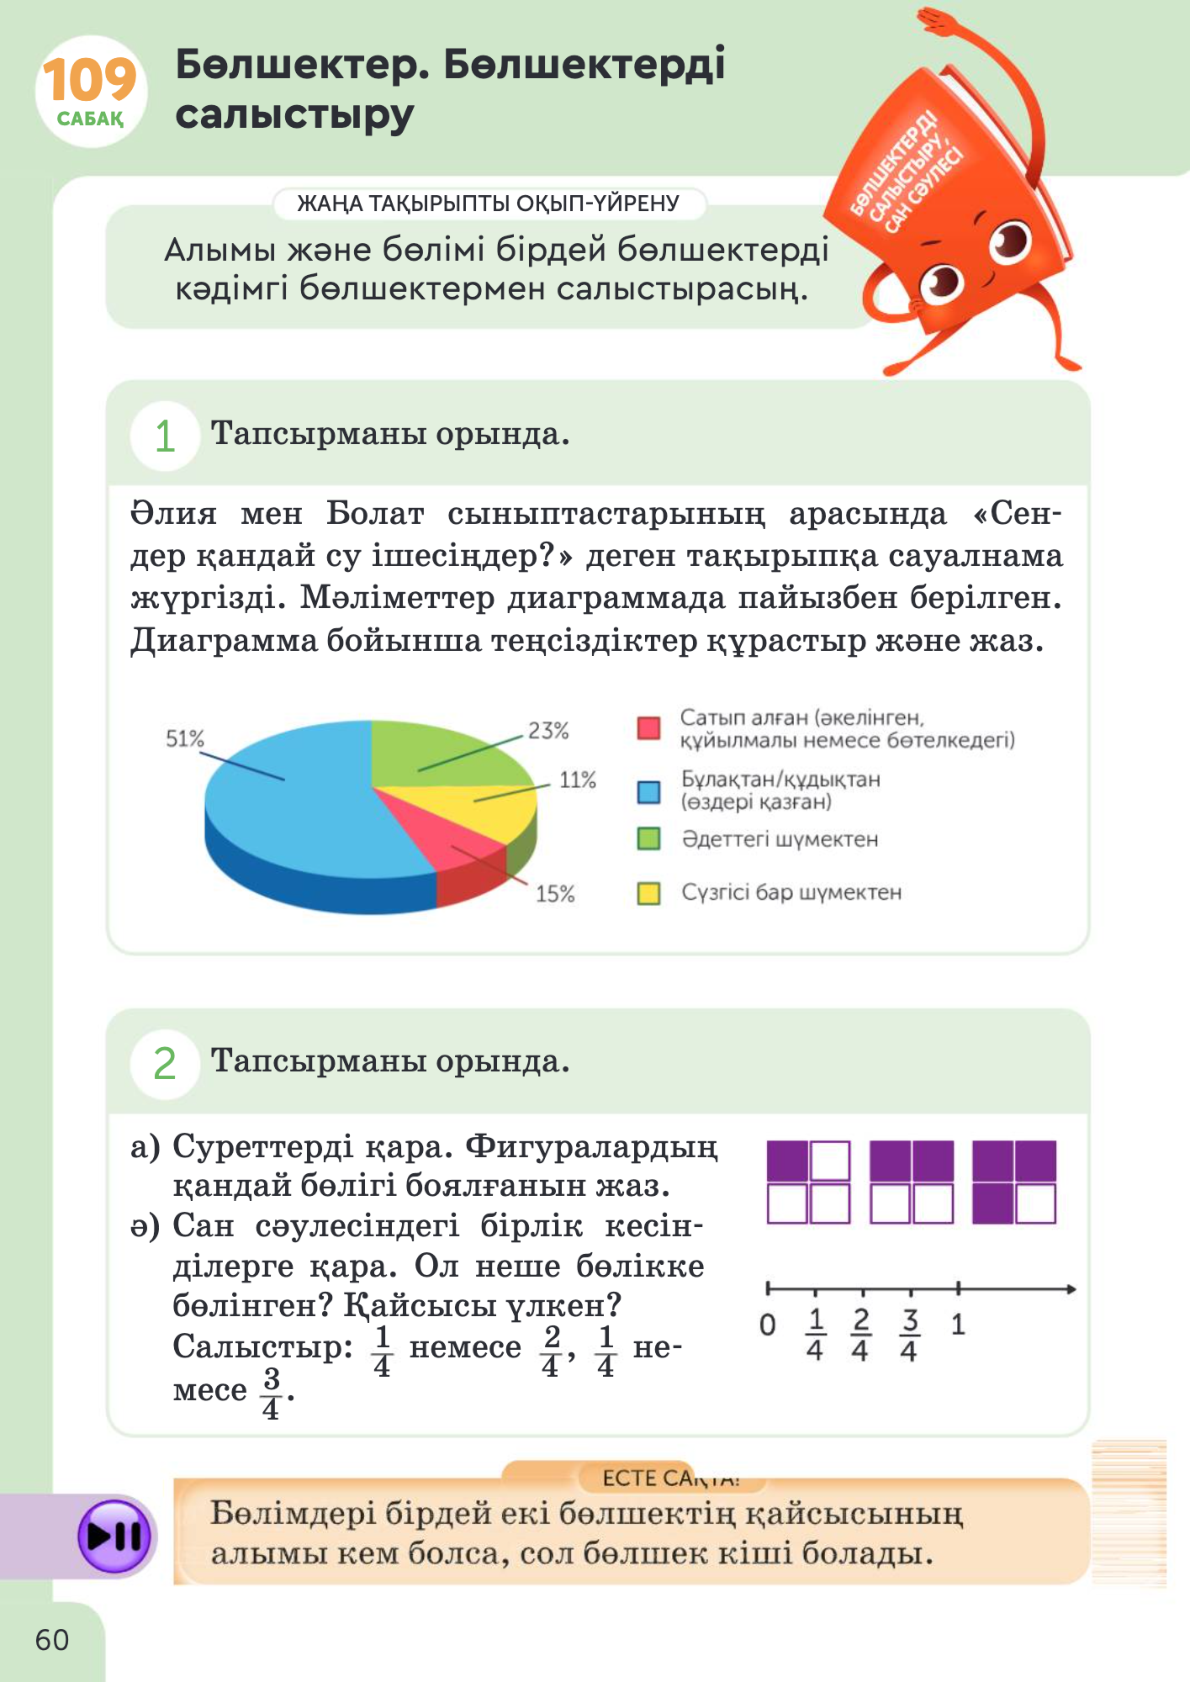 109
САБАҚ
Бөлшектер. Бөлшектерді
салыстыру
БӨЛШЕКТЕРДІ
САЛЫСТЫРУ,
САН СӘУЛЕСІ
ЖАҢА ТАҚЫРЫПТЫ ОҚЫП-ҮЙРЕНУ
Алымы және бөлімі бірдей бөлшектерді
кәдімгі бөлшектермен салыстырасың.
1 Тапсырманы орында.
Әлия мен Болат сыныптастарының арасында «Сен-
дер қандай су ішесіңдер?» деген тақырыпқа сауалнама
жүргізді. Мәліметтер диаграммада пайызбен берілген.
Диаграмма бойынша теңсіздіктер құрастыр және жаз.
51%
23%
11%
15%
Сатып алған (әкелінген,
құйылмалы немесе бөтелкедегі)
Бұлақтан/құдықтан
(өздері қазған)
Әдеттегі шүмектен
Сүзгісі бар шүмектен
2 Тапсырманы орында.
а) Суреттерді қара. Фигуралардың
қандай бөлігі боялғанын жаз.
ә) Сан сәулесіндегі бірлік кесін-
ділерге қара. Ол неше бөлікке
бөлінген? Қайсысы үлкен?
Салыстыр: 1/4 немесе 2/4, 1/4 не-
месе 3/4.
0 1/4 2/4 3/4 1
ЕСТЕ САҚТА!
Бөлімдері бірдей екі бөлшектің қайсысының
алымы кем болса, сол бөлшек кіші болады.
60